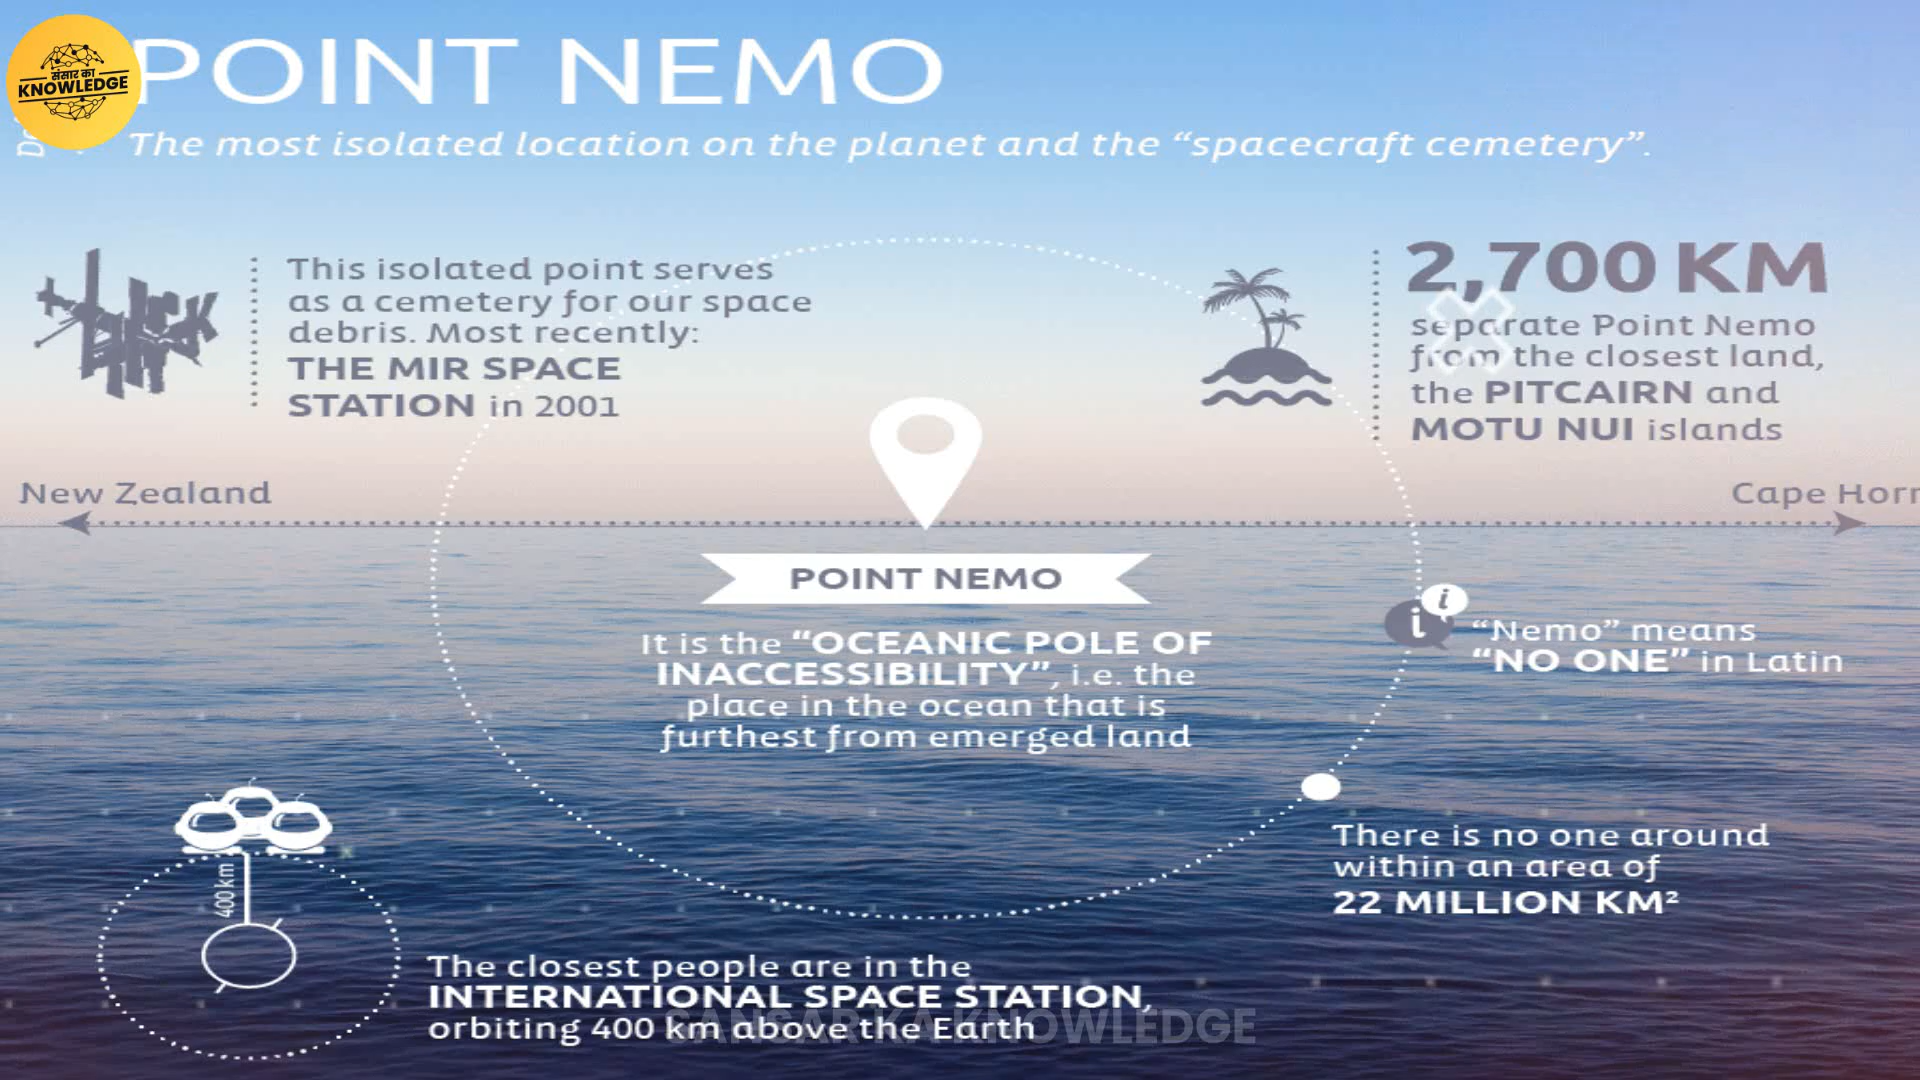 संसार का
KNOWLEDGE
POINT NEMO
The most isolated location on the planet and the “spacecraft cemetery”.
This isolated point serves
as a cemetery for our space
debris. Most recently:
THE MIR SPACE
STATION in 2001
2,700 KM
separate Point Nemo
from the closest land,
the PITCAIRN and
MOTU NUI islands
New Zealand
Cape Horn
POINT NEMO
It is the “OCEANIC POLE OF
INACCESSIBILITY”, i.e. the
place in the ocean that is
furthest from emerged land
“Nemo” means
“NO ONE” in Latin
There is no one around
within an area of
22 MILLION KM²
400 km
The closest people are in the
INTERNATIONAL SPACE STATION,
orbiting 400 km above the Earth
SANSAR KA KNOWLEDGE